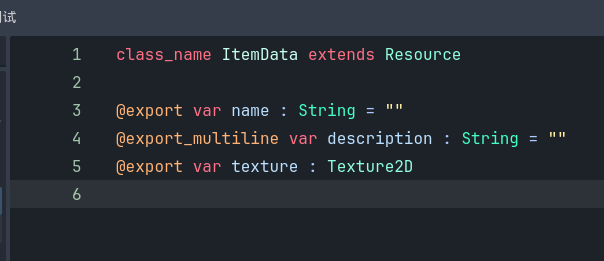 试
1 class_name ItemData extends Resource
2
3 @export var name : String = ""
4 @export_multiline var description : String = ""
5 @export var texture : Texture2D
6